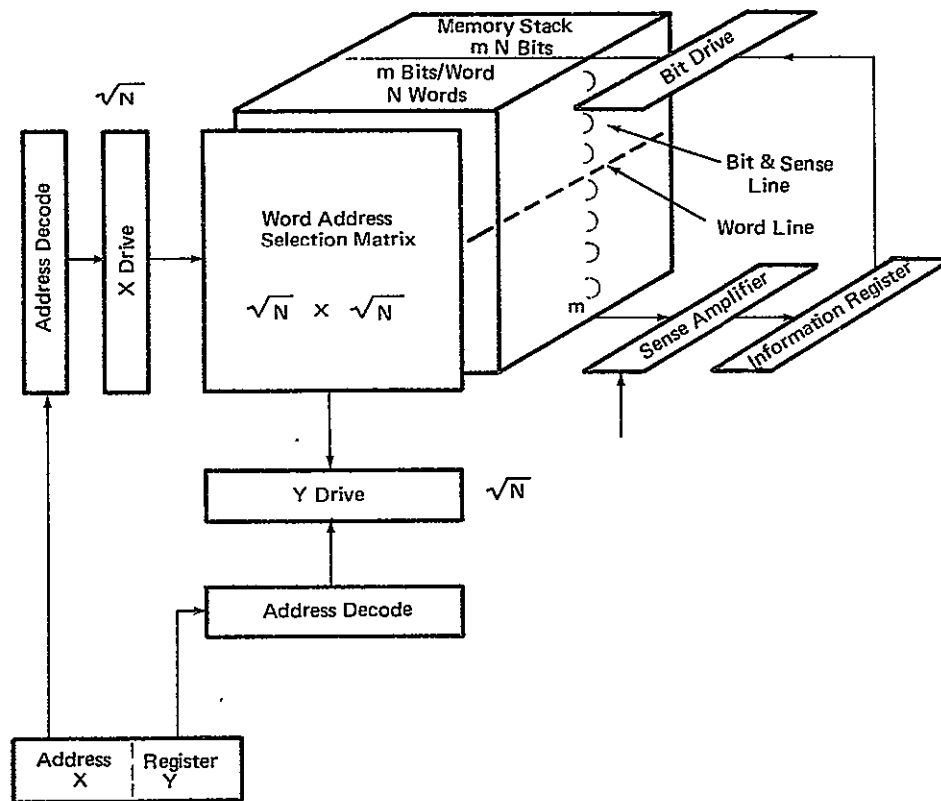 Memory Stack
m N Bits
m Bits/Word
N Words
Bit Drive
√N
Address Decode
X Drive
Word Address
Selection Matrix
√N X √N
Bit & Sense
Line
Word Line
m
Sense Amplifier
Information Register
Y Drive
√N
Address Decode
Address
X
Register
Y